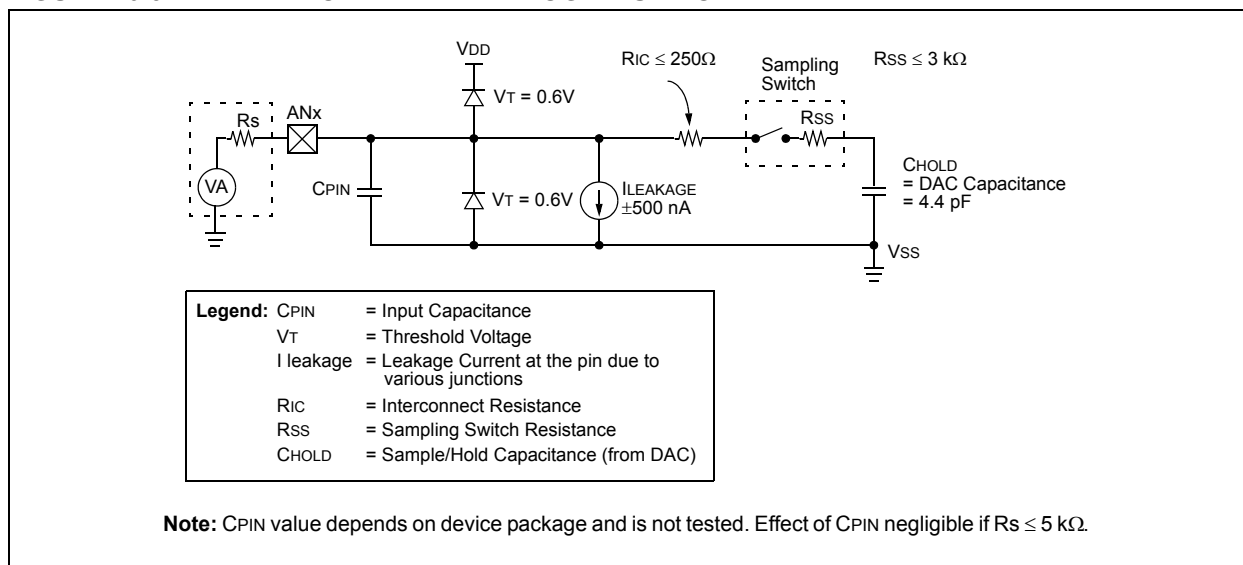 VDD
RIC ≤ 250Ω
Sampling
Switch
RSS ≤ 3 kΩ
VT = 0.6V
Rs
ANx
RSS
VA
CPIN
VT = 0.6V
ILEAKAGE
±500 nA
CHOLD
= DAC Capacitance
= 4.4 pF
VSS
Legend: CPIN = Input Capacitance
VT = Threshold Voltage
I leakage = Leakage Current at the pin due to
various junctions
RIC = Interconnect Resistance
RSS = Sampling Switch Resistance
CHOLD = Sample/Hold Capacitance (from DAC)
Note: CPIN value depends on device package and is not tested. Effect of CPIN negligible if Rs ≤ 5 kΩ.